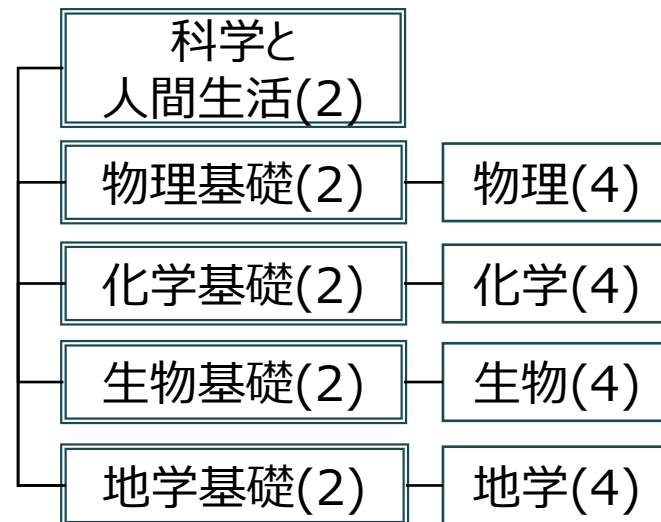 科学と
人間生活(2)
物理基礎(2)
物理(4)
化学基礎(2)
化学(4)
生物基礎(2)
生物(4)
地学基礎(2)
地学(4)